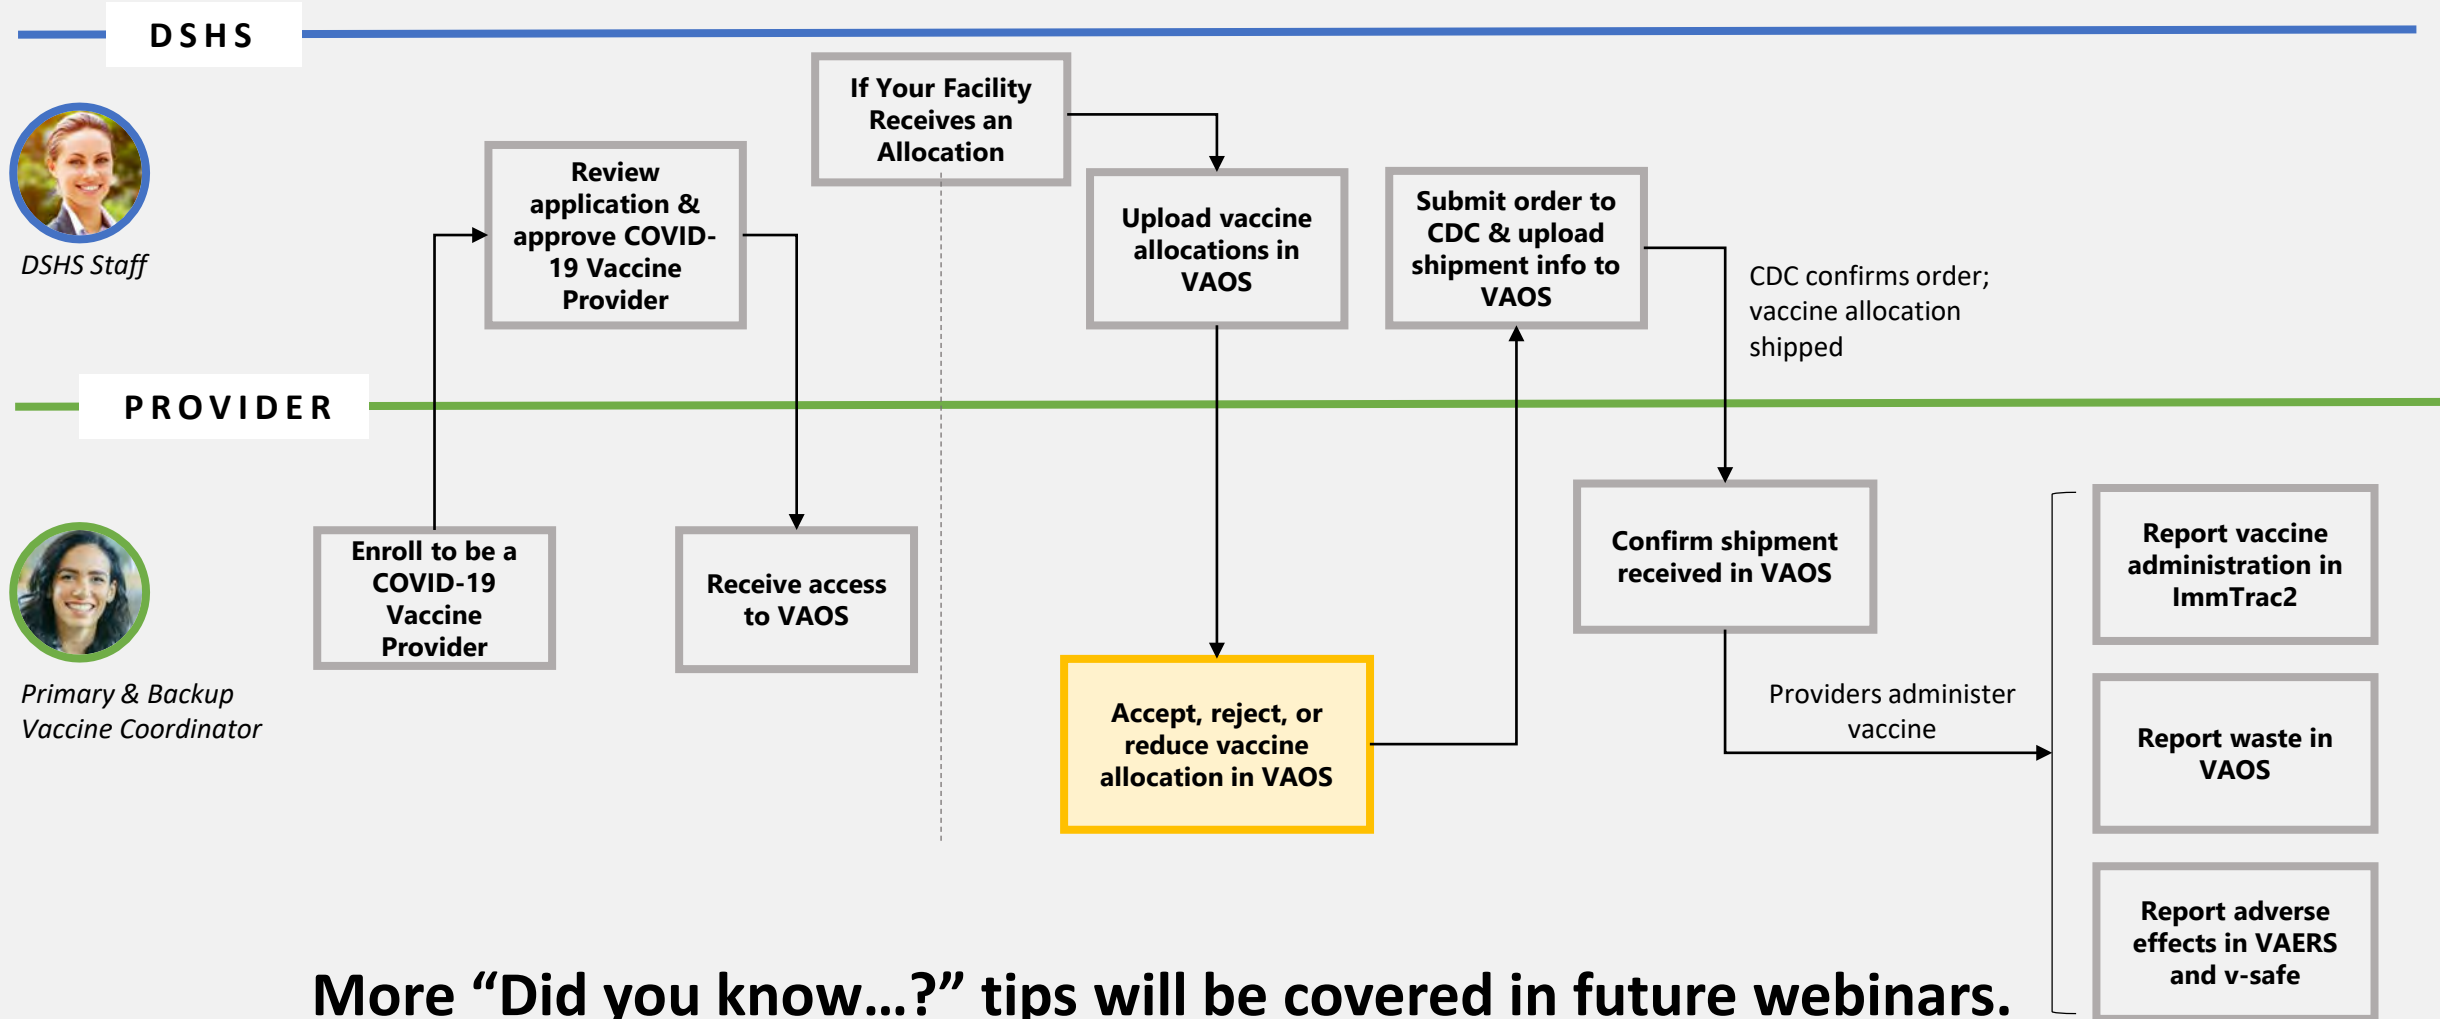 DSHS
If Your Facility
Receives an
Allocation
Review
application &
approve COVID-
19 Vaccine
Provider
Upload vaccine
allocations in
VAOS
Submit order to
CDC & upload
shipment info to
VAOS
DSHS Staff
CDC confirms order;
vaccine allocation
shipped
PROVIDER
Enroll to be a
COVID-19
Vaccine
Provider
Receive access
to VAOS
Confirm shipment
received in VAOS
Report vaccine
administration in
ImmTrac2
Primary & Backup
Vaccine Coordinator
Accept, reject, or
reduce vaccine
allocation in VAOS
Providers administer
vaccine
Report waste in
VAOS
Report adverse
effects in VAERS
and v-safe
More “Did you know...?” tips will be covered in future webinars.